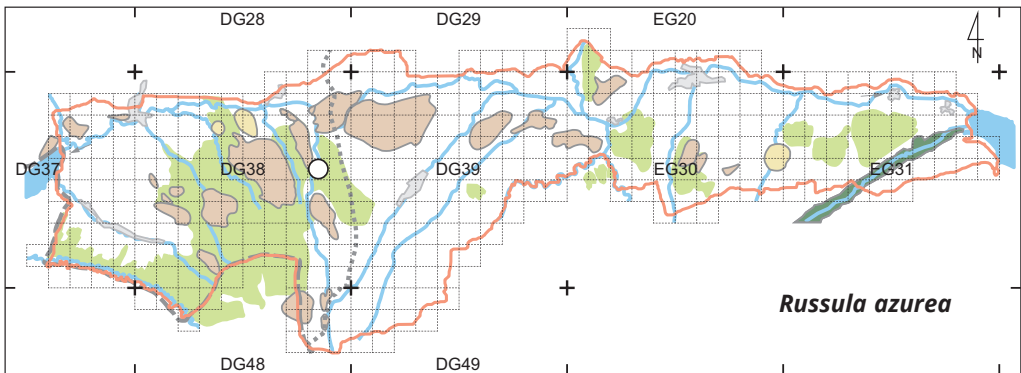 DG28 DG29 EG20
N
DG37 DG38 DG39 EG30 EG31
Russula azurea
DG48 DG49